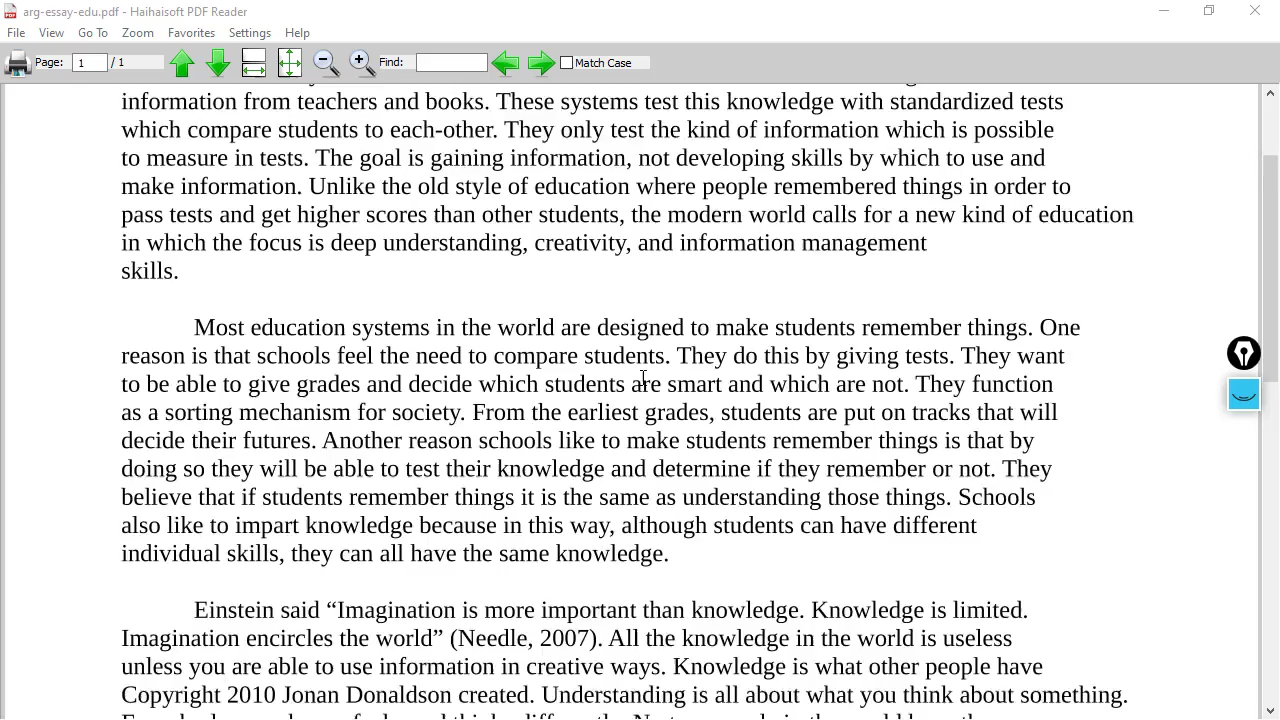 arg-essay-edu.pdf - Haihaisoft PDF Reader
File View Go To Zoom Favorites Settings Help
Page: 1 / 1 Find: Match Case
information from teachers and books. These systems test this knowledge with standardized tests
which compare students to each-other. They only test the kind of information which is possible
to measure in tests. The goal is gaining information, not developing skills by which to use and
make information. Unlike the old style of education where people remembered things in order to
pass tests and get higher scores than other students, the modern world calls for a new kind of education
in which the focus is deep understanding, creativity, and information management
skills.
Most education systems in the world are designed to make students remember things. One
reason is that schools feel the need to compare students. They do this by giving tests. They want
to be able to give grades and decide which students are smart and which are not. They function
as a sorting mechanism for society. From the earliest grades, students are put on tracks that will
decide their futures. Another reason schools like to make students remember things is that by
doing so they will be able to test their knowledge and determine if they remember or not. They
believe that if students remember things it is the same as understanding those things. Schools
also like to impart knowledge because in this way, although students can have different
individual skills, they can all have the same knowledge.
Einstein said “Imagination is more important than knowledge. Knowledge is limited.
Imagination encircles the world” (Needle, 2007). All the knowledge in the world is useless
unless you are able to use information in creative ways. Knowledge is what other people have
Copyright 2010 Jonan Donaldson created. Understanding is all about what you think about something.